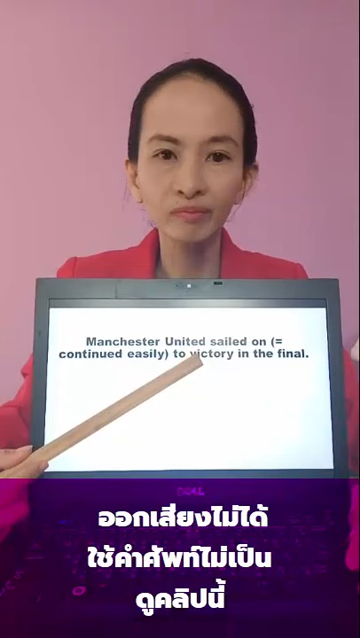 Manchester United sailed on (=
continued easily) to victory in the final.
DELL
ออกเสียงไม่ได้
ใช้คำศัพท์ไม่เป็น
ดูคลิปนี้